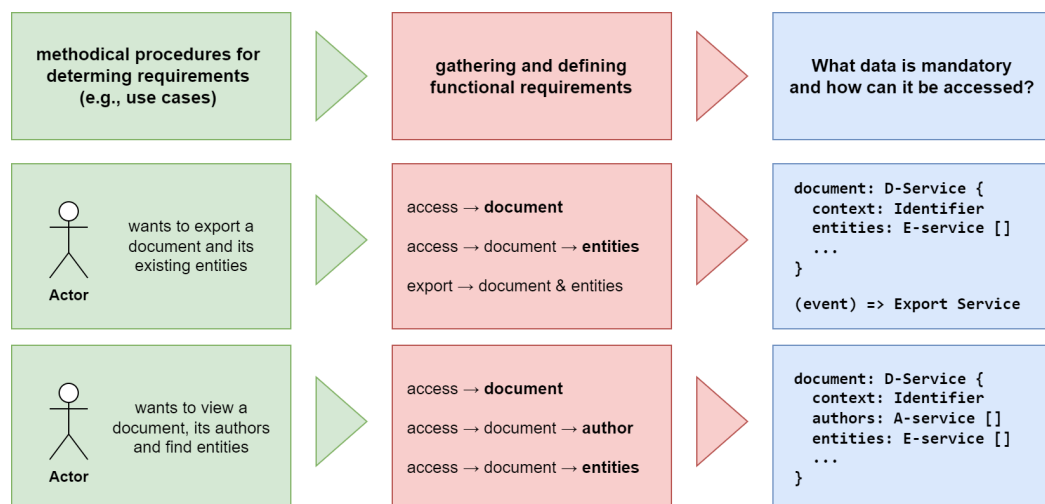 methodical procedures for
determing requirements
(e.g., use cases)
gathering and defining
functional requirements
What data is mandatory
and how can it be accessed?
wants to export a
document and its
existing entities
Actor
access → document
access → document → entities
export → document & entities
document: D-Service {
context: Identifier
entities: E-service []
...
}
(event) => Export Service
wants to view a
document, its authors
and find entities
Actor
access → document
access → document → author
access → document → entities
document: D-Service {
context: Identifier
authors: A-service []
entities: E-service []
...
}